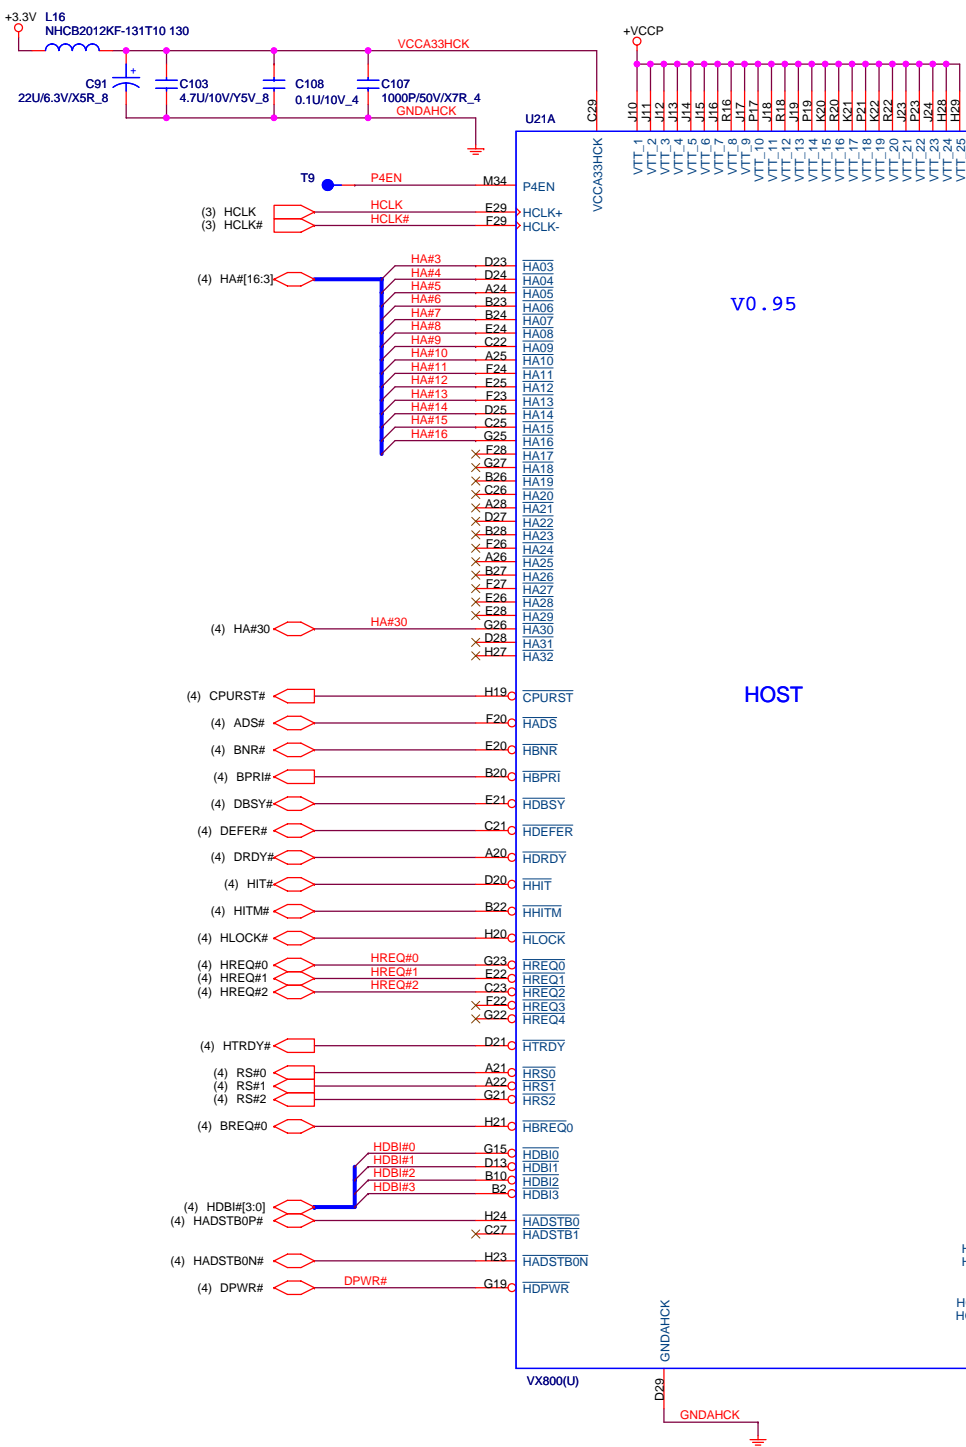 +3.3V
L16
NHCB2012KF-131T10 130
VCCA33HCK
C91
22U/6.3V/X5R_8
+
C103
4.7U/10V/Y5V_8
C108
0.1U/10V_4
C107
1000P/50V/X7R_4
GNDAHCK
+VCCP
C29
J10
J11
J12
J13
J14
J15
J16
R16
J17
P17
J18
R18
J19
P19
K20
R20
K21
P21
K22
R22
J23
P23
J24
H28
H29
U21A
VCCA33HCK
VTT_1
VTT_2
VTT_3
VTT_4
VTT_5
VTT_6
VTT_7
VTT_8
VTT_9
VTT_10
VTT_11
VTT_12
VTT_13
VTT_14
VTT_15
VTT_16
VTT_17
VTT_18
VTT_19
VTT_20
VTT_21
VTT_22
VTT_23
VTT_24
VTT_25
T9 P4EN M34 P4EN
(3) HCLK HCLK E29 HCLK+
(3) HCLK# HCLK# F29 HCLK-
HA#3 D23 HA03
(4) HA#[16:3] HA#4 D24 HA04
HA#5 A24 HA05
HA#6 B23 HA06
HA#7 B24 HA07
HA#8 E24 HA08
HA#9 C22 HA09
HA#10 A25 HA10
HA#11 F24 HA11
HA#12 E25 HA12
HA#13 F23 HA13
HA#14 D25 HA14
HA#15 C25 HA15
HA#16 G25 HA16
F28 HA17
G27 HA18
B26 HA19
C26 HA20
A28 HA21
D27 HA22
B28 HA23
F26 HA24
A26 HA25
B27 HA26
F27 HA27
E26 HA28
E28 HA29
(4) HA#30 HA#30 G26 HA30
D28 HA31
H27 HA32
V0.95
HOST
(4) CPURST# H19 CPURST
(4) ADS# F20 HADS
(4) BNR# E20 HBNR
(4) BPRI# B20 HBPRI
(4) DBSY# E21 HDBSY
(4) DEFER# C21 HDEFER
(4) DRDY# A20 HDRDY
(4) HIT# D20 HHIT
(4) HITM# B22 HHITM
(4) HLOCK# H20 HLOCK
(4) HREQ#0 HREQ#0 G23 HREQ0
(4) HREQ#1 HREQ#1 E22 HREQ1
(4) HREQ#2 HREQ#2 C23 HREQ2
F22 HREQ3
G22 HREQ4
(4) HTRDY# D21 HTRDY
(4) RS#0 A21 HRS0
(4) RS#1 A22 HRS1
(4) RS#2 G21 HRS2
(4) BREQ#0 H21 HBREQ0
HDBI#0 G15 HDBI0
HDBI#1 D13 HDBI1
HDBI#2 B10 HDBI2
HDBI#3 B2 HDBI3
(4) HDBI#[3:0]
(4) HADSTB0P# H24 HADSTB0
C27 HADSTB1
(4) HADSTB0N# H23 HADSTB0N
(4) DPWR# DPWR# G19 HDPWR
GNDAHCK
VX800(U)
D29
GNDAHCK